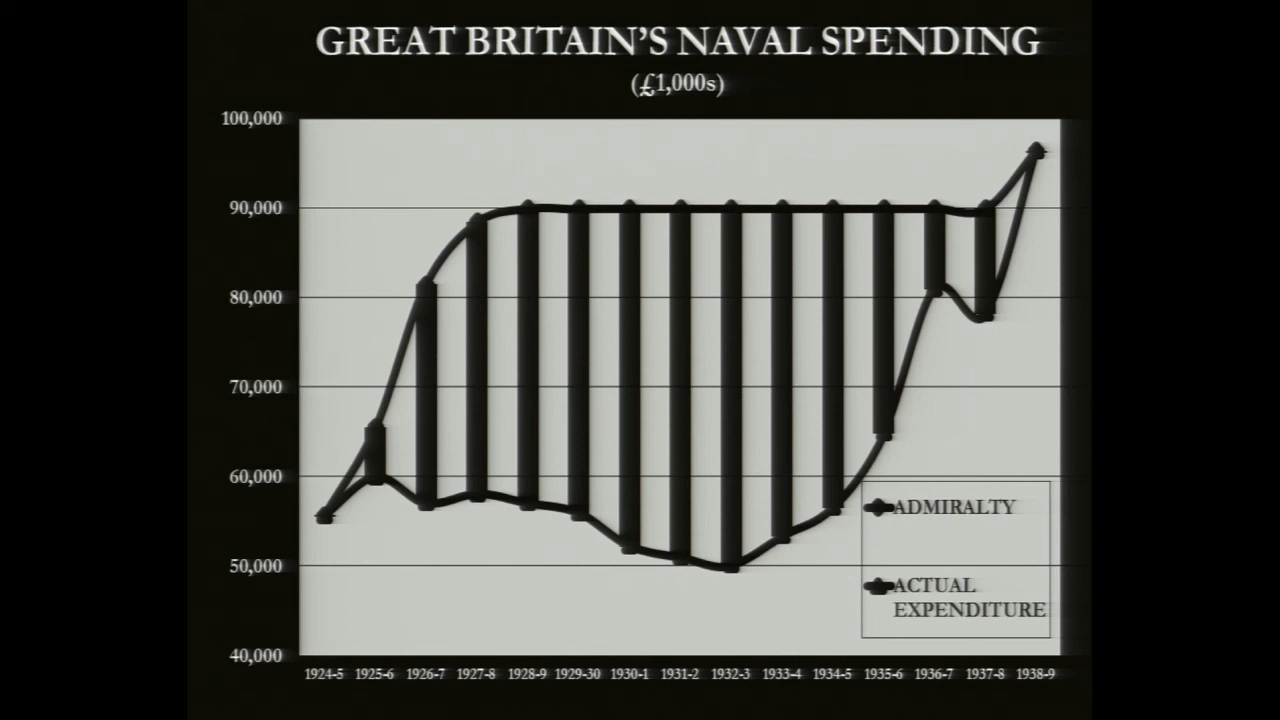 GREAT BRITAIN'S NAVAL SPENDING
(£1,000s)
100,000
90,000
80,000
70,000
60,000
50,000
40,000
ADMIRALTY
ACTUAL
EXPENDITURE
1924-5 1925-6 1926-7 1927-8 1928-9 1929-30 1930-1 1931-2 1932-3 1933-4 1934-5 1935-6 1936-7 1937-8 1938-9